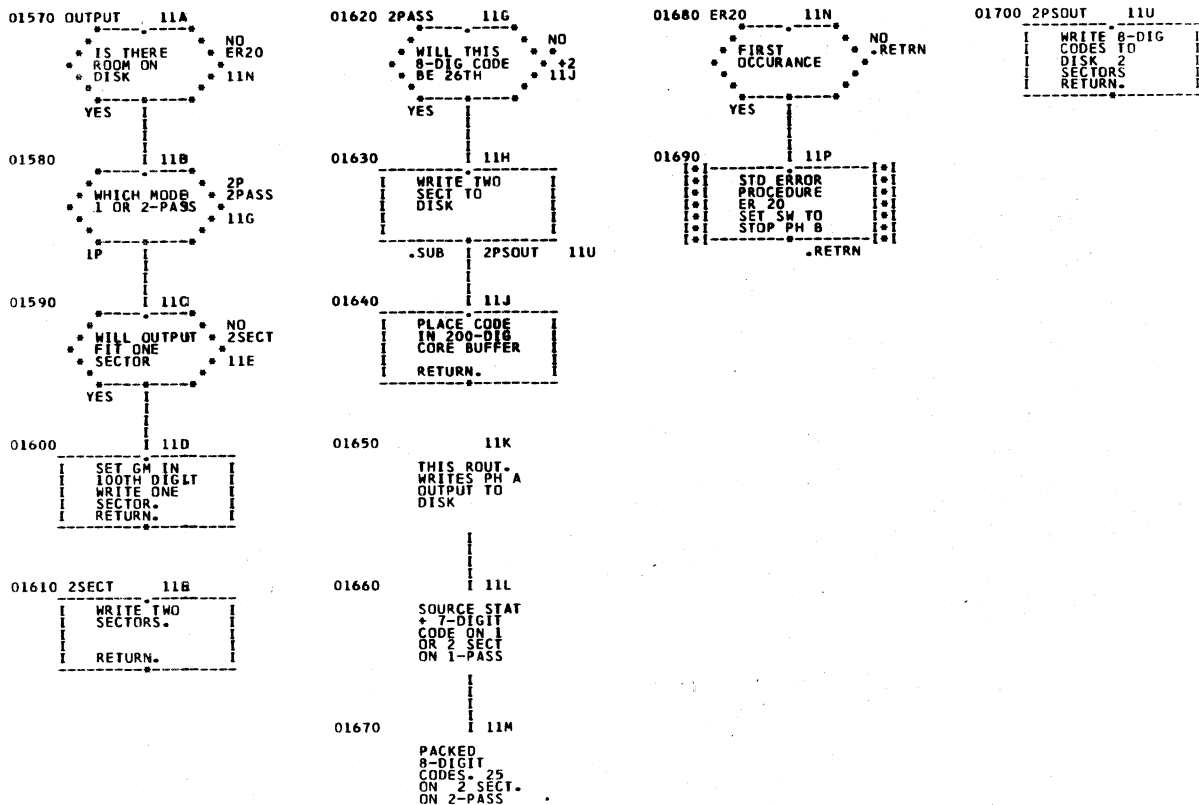 01570 OUTPUT 11A
IS THERE
ROOM ON
DISK
NO
ER20
11N
YES
01580 11B
WHICH MODE
1 OR 2-PASS
2P
2PASS
11G
1P
01590 11C
WILL OUTPUT
FIT ONE
SECTOR
NO
2SECT
11E
YES
01600 11D
SET GM IN
100TH DIGIT
WRITE ONE
SECTOR.
RETURN.
01610 2SECT 11E
WRITE TWO
SECTORS.
RETURN.
01620 2PASS 11G
WILL THIS
8-DIG CODE
BE 26TH
NO
+2
11J
YES
01630 11H
WRITE TWO
SECT TO
DISK
.SUB 2PSOUT 11U
01640 11J
PLACE CODE
IN 200-DIG
CORE BUFFER
RETURN.
01650 11K
THIS ROUT.
WRITES PH A
OUTPUT TO
DISK
01660 11L
SOURCE STAT
+ 7-DIGIT
CODE ON 1
OR 2 SECT
ON 1-PASS
01670 11M
PACKED
8-DIGIT
CODES. 25
ON 2 SECT.
ON 2-PASS
01680 ER20 11N
FIRST
OCCURANCE
NO
.RETRN
YES
01690 11P
STD ERROR
PROCEDURE
ER 20
SET SW TO
STOP PH B
.RETRN
01700 2PSOUT 11U
WRITE 8-DIG
CODES TO
DISK 2
SECTORS
RETURN.